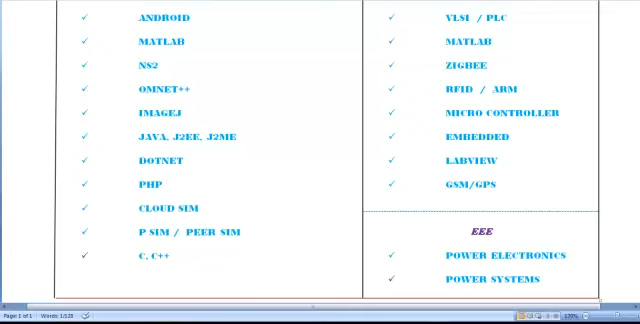 ANDROID
MATLAB
NS2
OMNET++
IMAGEJ
JAVA, J2EE, J2ME
DOTNET
PHP
CLOUD SIM
P SIM / PEER SIM
C, C++
VLSI / PLC
MATLAB
ZIGBEE
RFID / ARM
MICRO CONTROLLER
EMBEDDED
LABVIEW
GSM/GPS
EEE
POWER ELECTRONICS
POWER SYSTEMS
Page: 1 of 1 Words: 1/128 170%